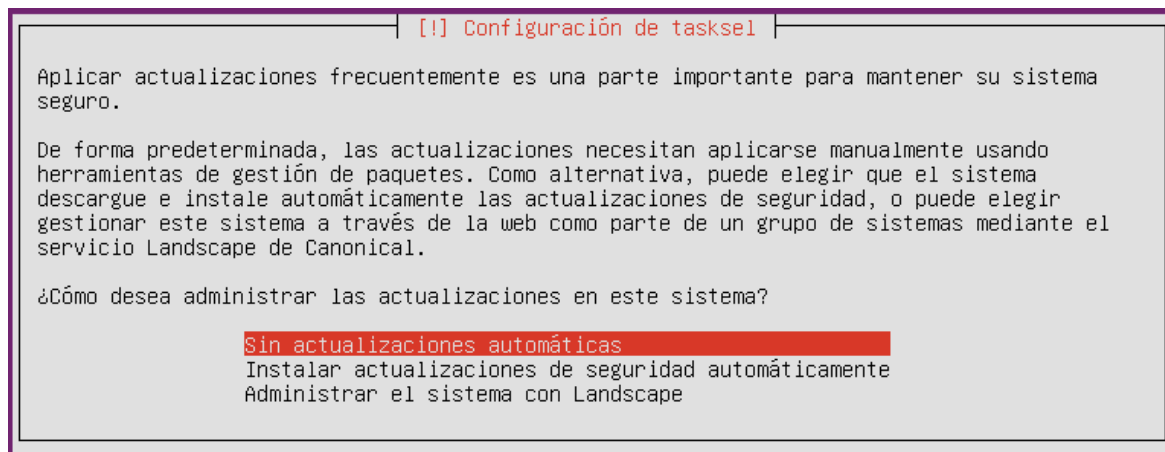 [!] Configuración de tasksel
Aplicar actualizaciones frecuentemente es una parte importante para mantener su sistema
seguro.
De forma predeterminada, las actualizaciones necesitan aplicarse manualmente usando
herramientas de gestión de paquetes. Como alternativa, puede elegir que el sistema
descargue e instale automáticamente las actualizaciones de seguridad, o puede elegir
gestionar este sistema a través de la web como parte de un grupo de sistemas mediante el
servicio Landscape de Canonical.
¿Cómo desea administrar las actualizaciones en este sistema?
Sin actualizaciones automáticas
Instalar actualizaciones de seguridad automáticamente
Administrar el sistema con Landscape